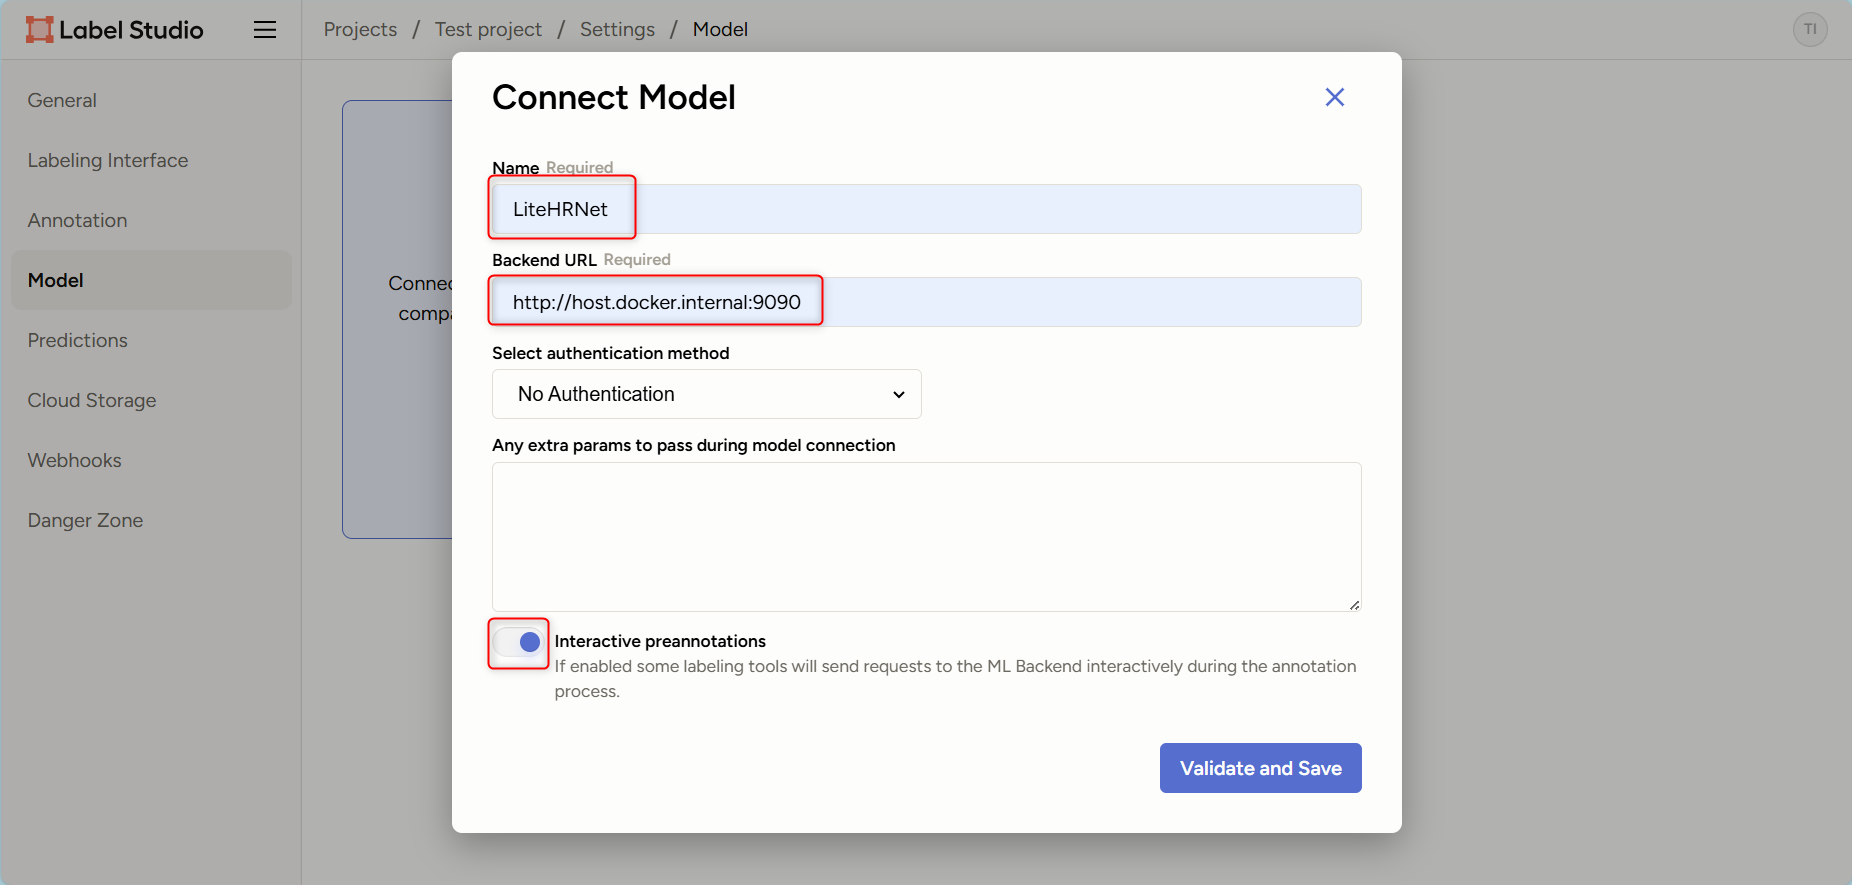 Label Studio
Projects / Test project / Settings / Model
TI
General
Labeling Interface
Annotation
Model
Predictions
Cloud Storage
Webhooks
Danger Zone
Connec
compa
Connect Model
Name Required
LiteHRNet
Backend URL Required
http://host.docker.internal:9090
Select authentication method
No Authentication
Any extra params to pass during model connection
Interactive preannotations
If enabled some labeling tools will send requests to the ML Backend interactively during the annotation
process.
Validate and Save